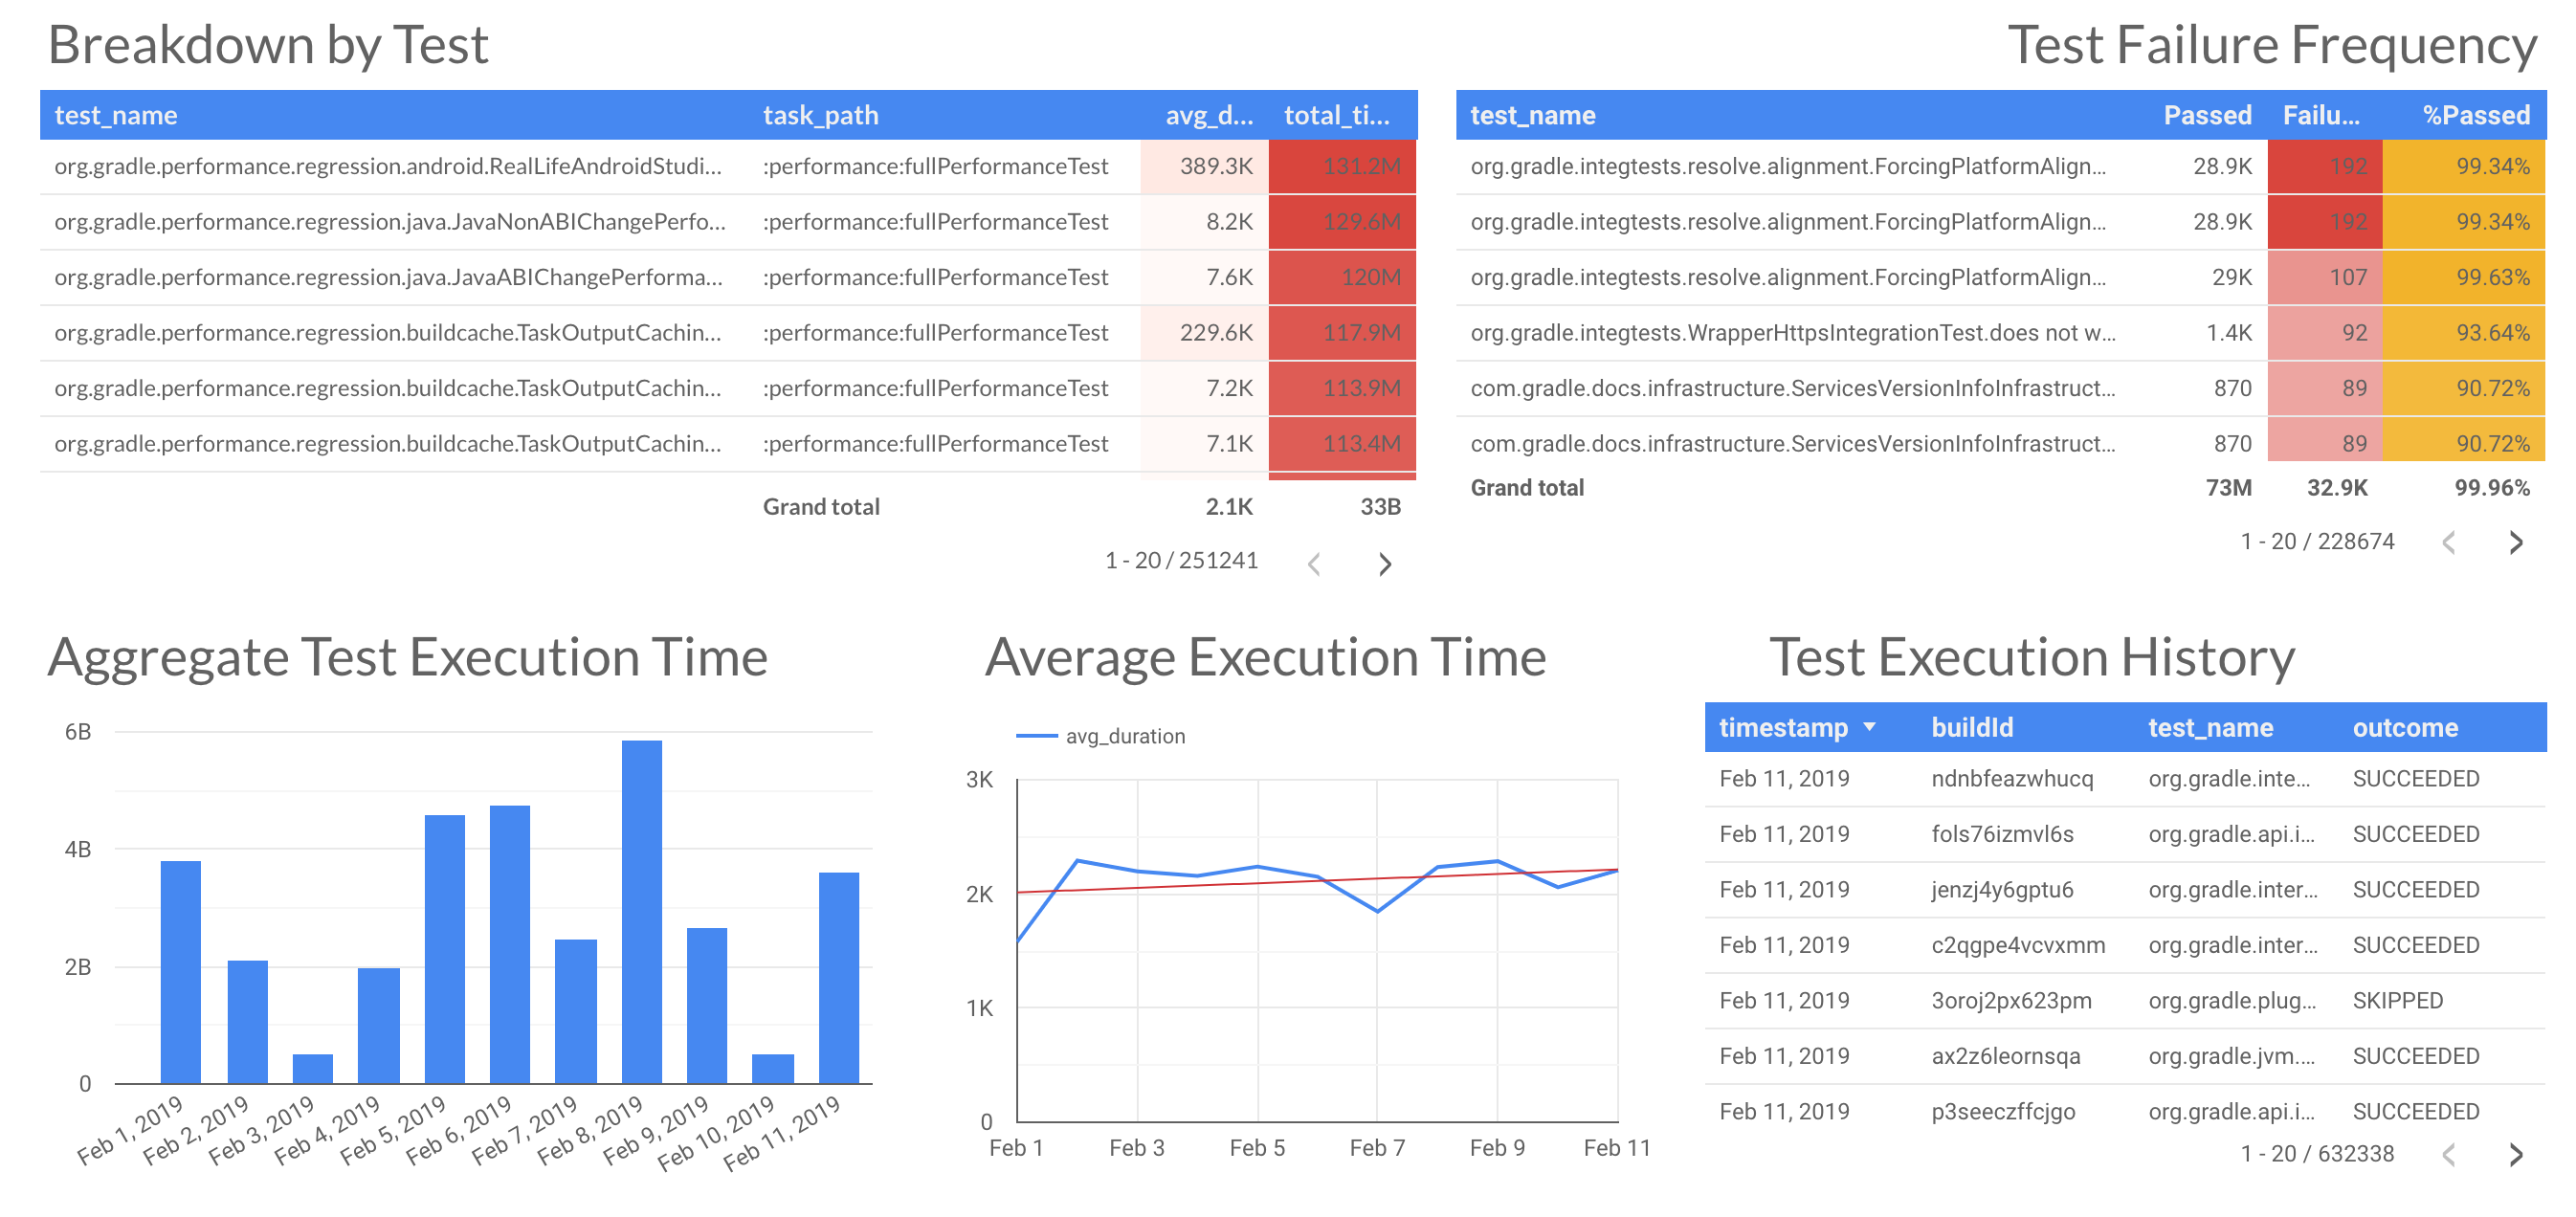 Breakdown by Test
test_name task_path avg_d... total_ti...
org.gradle.performance.regression.android.RealLifeAndroidStudi... :performance:fullPerformanceTest 389.3K 131.2M
org.gradle.performance.regression.java.JavaNonABIChangePerfo... :performance:fullPerformanceTest 8.2K 129.6M
org.gradle.performance.regression.java.JavaABIChangePerforma... :performance:fullPerformanceTest 7.6K 120M
org.gradle.performance.regression.buildcache.TaskOutputCachin... :performance:fullPerformanceTest 229.6K 117.9M
org.gradle.performance.regression.buildcache.TaskOutputCachin... :performance:fullPerformanceTest 7.2K 113.9M
org.gradle.performance.regression.buildcache.TaskOutputCachin... :performance:fullPerformanceTest 7.1K 113.4M
Grand total 2.1K 33B
1 - 20 / 251241
Test Failure Frequency
test_name Passed Failu... %Passed
org.gradle.integtests.resolve.alignment.ForcingPlatformAlign... 28.9K 192 99.34%
org.gradle.integtests.resolve.alignment.ForcingPlatformAlign... 28.9K 192 99.34%
org.gradle.integtests.resolve.alignment.ForcingPlatformAlign... 29K 107 99.63%
org.gradle.integtests.WrapperHttpsIntegrationTest.does not w... 1.4K 92 93.64%
com.gradle.docs.infrastructure.ServicesVersionInfoInfrastruct... 870 89 90.72%
com.gradle.docs.infrastructure.ServicesVersionInfoInfrastruct... 870 89 90.72%
Grand total 73M 32.9K 99.96%
1 - 20 / 228674
Aggregate Test Execution Time
6B
4B
2B
0
Feb 1, 2019
Feb 2, 2019
Feb 3, 2019
Feb 4, 2019
Feb 5, 2019
Feb 6, 2019
Feb 7, 2019
Feb 8, 2019
Feb 9, 2019
Feb 10, 2019
Feb 11, 2019
Average Execution Time
avg_duration
3K
2K
1K
0
Feb 1 Feb 3 Feb 5 Feb 7 Feb 9 Feb 11
Test Execution History
timestamp buildId test_name outcome
Feb 11, 2019 ndnbfeazwhucq org.gradle.inte... SUCCEEDED
Feb 11, 2019 fols76izmvl6s org.gradle.api.i... SUCCEEDED
Feb 11, 2019 jenzj4y6gptu6 org.gradle.inter... SUCCEEDED
Feb 11, 2019 c2qgpe4vcvxmm org.gradle.inter... SUCCEEDED
Feb 11, 2019 3oroj2px623pm org.gradle.plug... SKIPPED
Feb 11, 2019 ax2z6leornsqa org.gradle.jvm.... SUCCEEDED
Feb 11, 2019 p3seeczffcjgo org.gradle.api.i... SUCCEEDED
1 - 20 / 632338